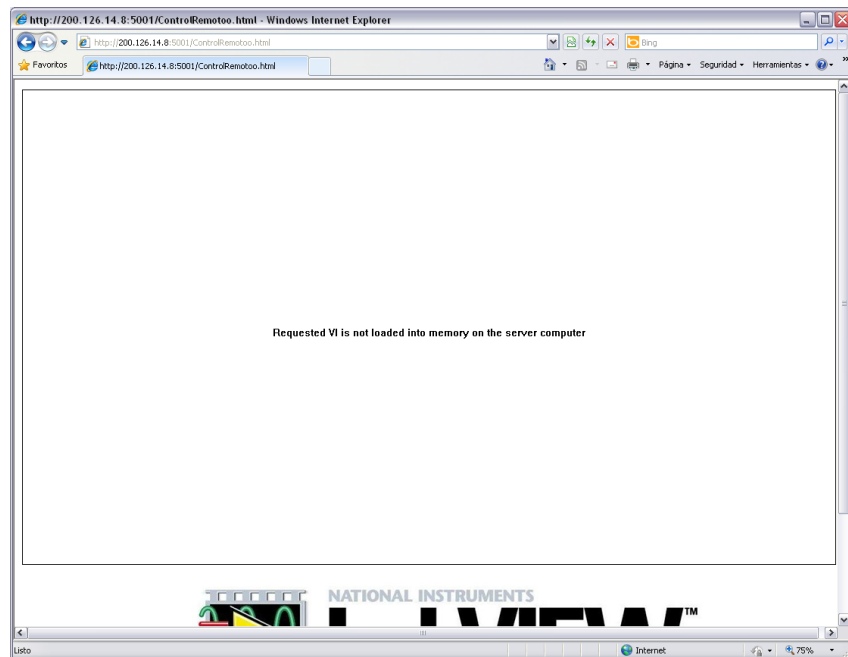 http://200.126.14.8:5001/ControlRemotoo.html - Windows Internet Explorer
http://200.126.14.8:5001/ControlRemotoo.html
Bing
Favoritos
http://200.126.14.8:5001/ControlRemotoo.html
Página
Seguridad
Herramientas
Requested VI is not loaded into memory on the server computer
NATIONAL INSTRUMENTS
LabVIEW™
Listo
Internet
75%